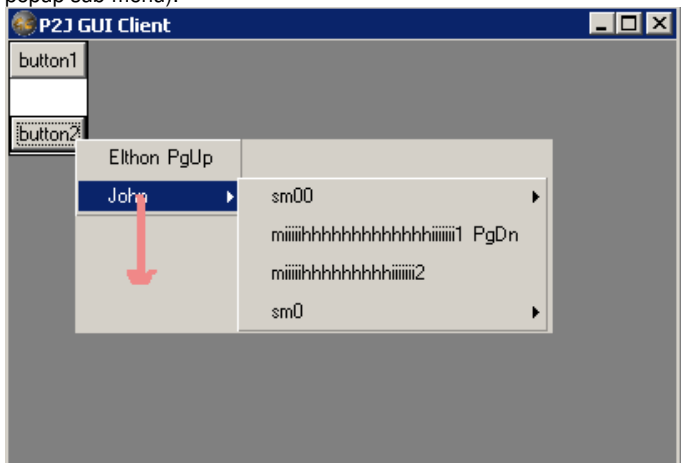 popup sub-menu).
P2J GUI Client
button1
button2
Elthon PgUp
John
sm00
miiiiihhhhhhhhhhhhhiiiiiii1 PgDn
miiiiihhhhhhhhhhiiiiiii2
sm0